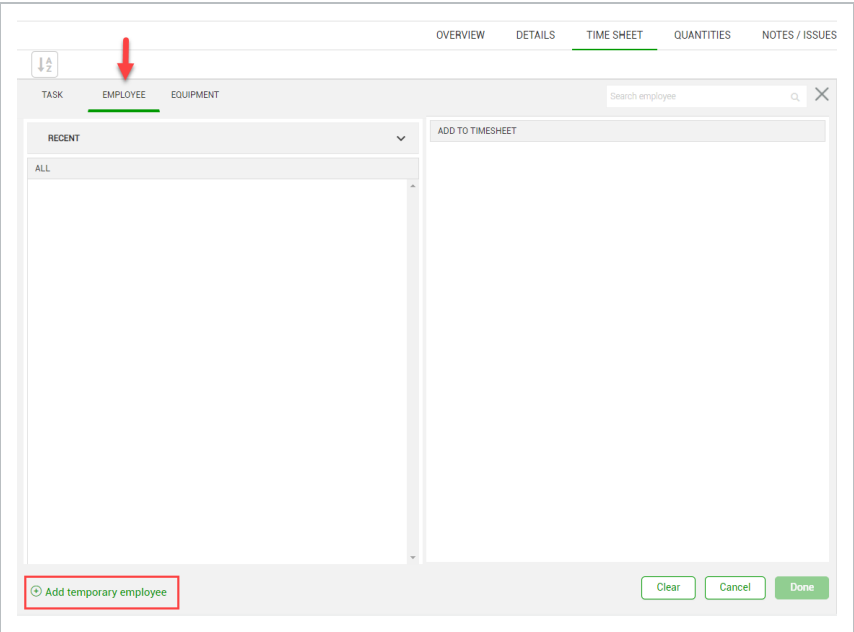 OVERVIEW DETAILS TIME SHEET QUANTITIES NOTES / ISSUES
A
Z
TASK EMPLOYEE EQUIPMENT Search employee
RECENT
ADD TO TIMESHEET
ALL
Add temporary employee
Clear Cancel Done